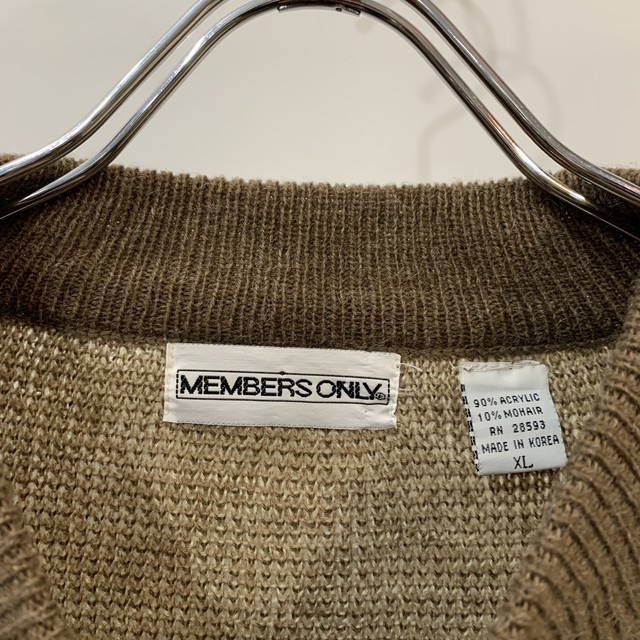 MEMBERS ONLY®
90% ACRYLIC
10% MOHAIR
RN 28593
MADE IN KOREA
XL